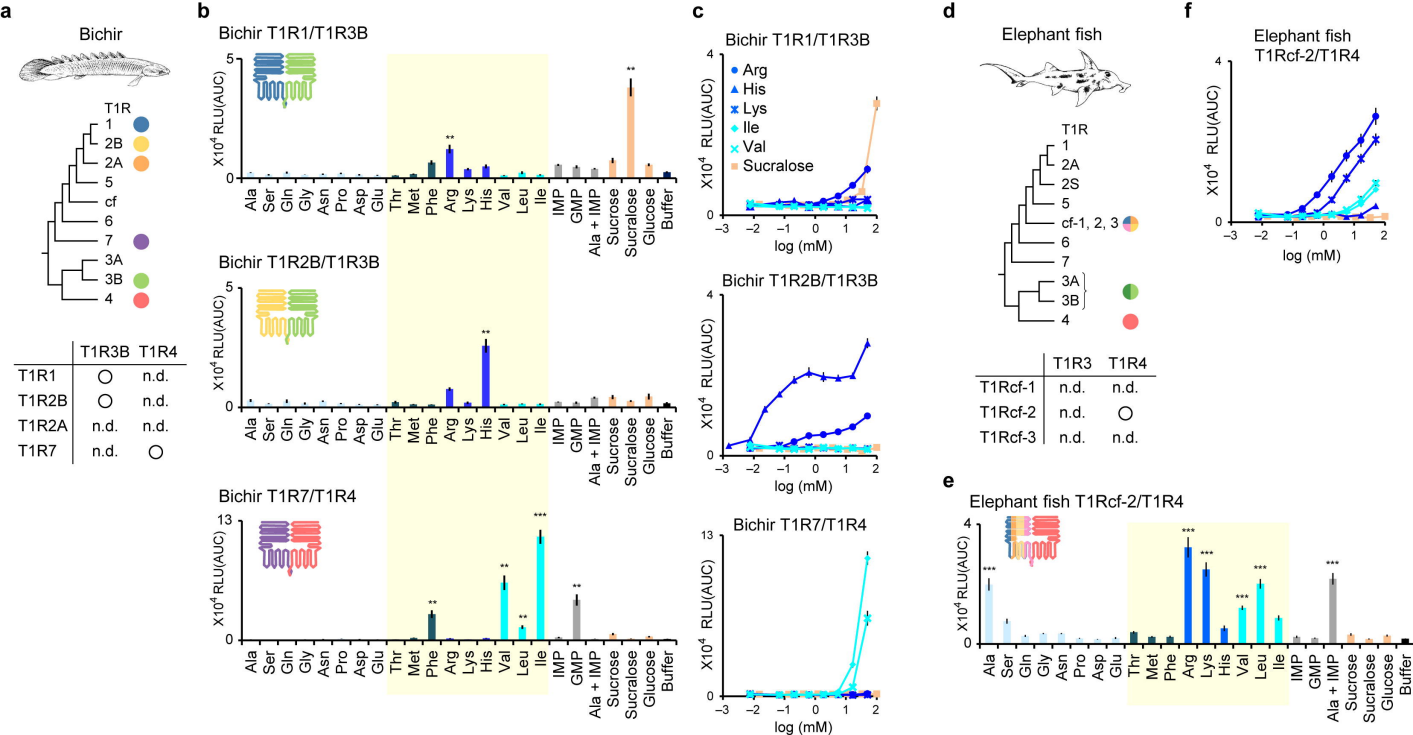 a
Bichir
T1R
1
2B
2A
5
cf
6
7
3A
3B
4
T1R3B T1R4
T1R1 n.d.
T1R2B n.d.
T1R2A n.d. n.d.
T1R7 n.d.
b
Bichir T1R1/T1R3B
5
0
X10⁴ RLU(AUC)
**
**
Ala Ser Gln Gly Asn Pro Asp Glu Thr Met Phe Arg Lys His Val Leu Ile IMP GMP Ala + IMP Sucrose Sucralose Glucose Buffer
Bichir T1R2B/T1R3B
5
0
X10⁴ RLU(AUC)
**
Ala Ser Gln Gly Asn Pro Asp Glu Thr Met Phe Arg Lys His Val Leu Ile IMP GMP Ala + IMP Sucrose Sucralose Glucose Buffer
Bichir T1R7/T1R4
13
0
X10⁴ RLU(AUC)
**
**
**
***
**
Ala Ser Gln Gly Asn Pro Asp Glu Thr Met Phe Arg Lys His Val Leu Ile IMP GMP Ala + IMP Sucrose Sucralose Glucose Buffer
c
Bichir T1R1/T1R3B
4
0
X10⁴ RLU(AUC)
Arg
His
Lys
Ile
Val
Sucralose
–3 –2 –1 0 1 2
log (mM)
Bichir T1R2B/T1R3B
4
0
X10⁴ RLU(AUC)
–3 –2 –1 0 1 2
log (mM)
Bichir T1R7/T1R4
13
0
X10⁴ RLU(AUC)
–3 –2 –1 0 1 2
log (mM)
d
Elephant fish
T1R
1
2A
2S
5
cf-1, 2, 3
6
7
3A
3B
4
T1R3 T1R4
T1Rcf-1 n.d. n.d.
T1Rcf-2 n.d.
T1Rcf-3 n.d. n.d.
e
Elephant fish T1Rcf-2/T1R4
4
0
X10⁴ RLU(AUC)
***
***
***
***
***
***
Ala Ser Gln Gly Asn Pro Asp Glu Thr Met Phe Arg Lys His Val Leu Ile IMP GMP Ala + IMP Sucrose Sucralose Glucose Buffer
f
Elephant fish
T1Rcf-2/T1R4
4
0
X10⁴ RLU(AUC)
–3 –2 –1 0 1 2
log (mM)